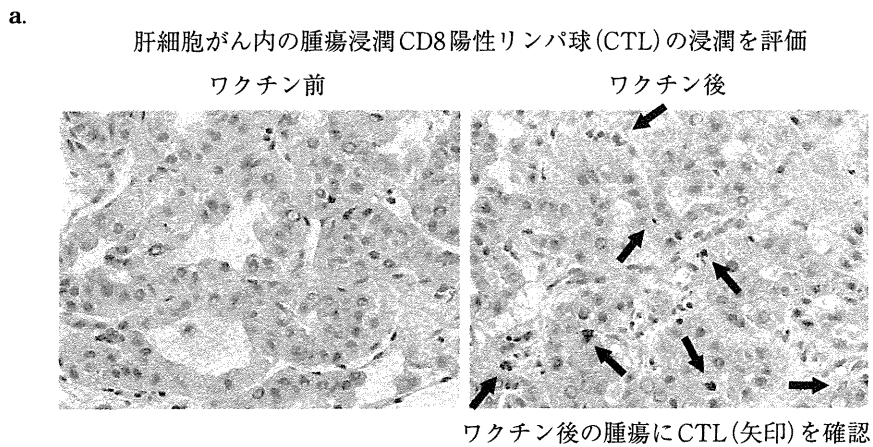 a.
肝細胞がん内の腫瘍浸潤CD8陽性リンパ球(CTL)の浸潤を評価
ワクチン前
ワクチン後
ワクチン後の腫瘍にCTL(矢印)を確認